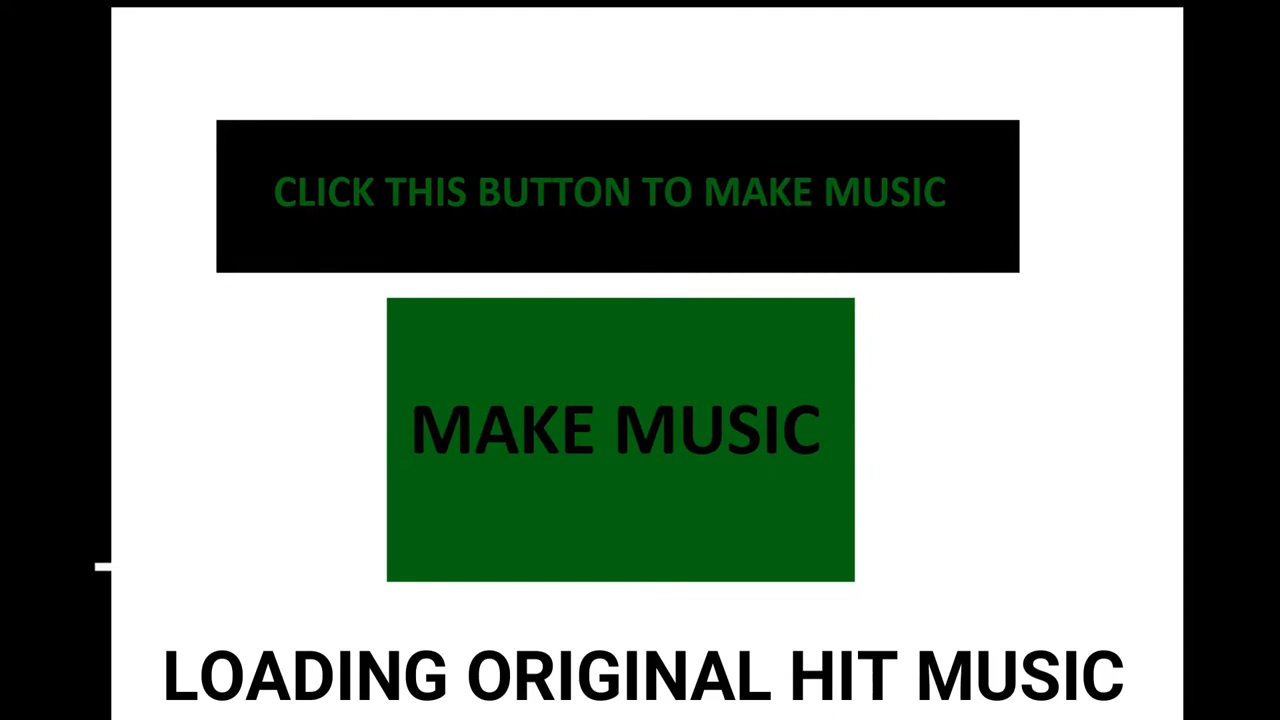 CLICK THIS BUTTON TO MAKE MUSIC
MAKE MUSIC
LOADING ORIGINAL HIT MUSIC